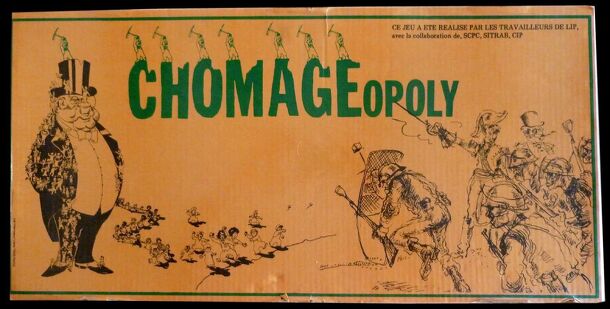 CE JEU A ETE REALISE PAR LES TRAVAILLEURS DE LIP,
avec la collaboration de, SCPC, SITRAB, CIP
CHOMAGEOPOLY